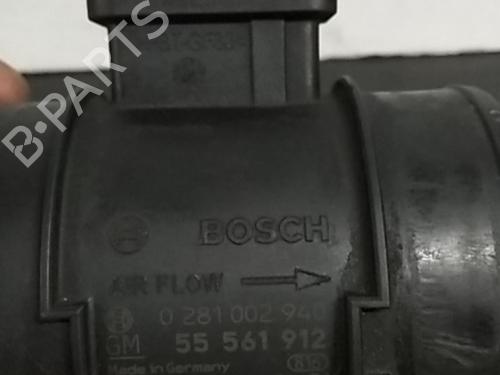 B-PARTS
BOSCH
AIR FLOW
0 281 002 940
GM 55 561 912
Made in Germany